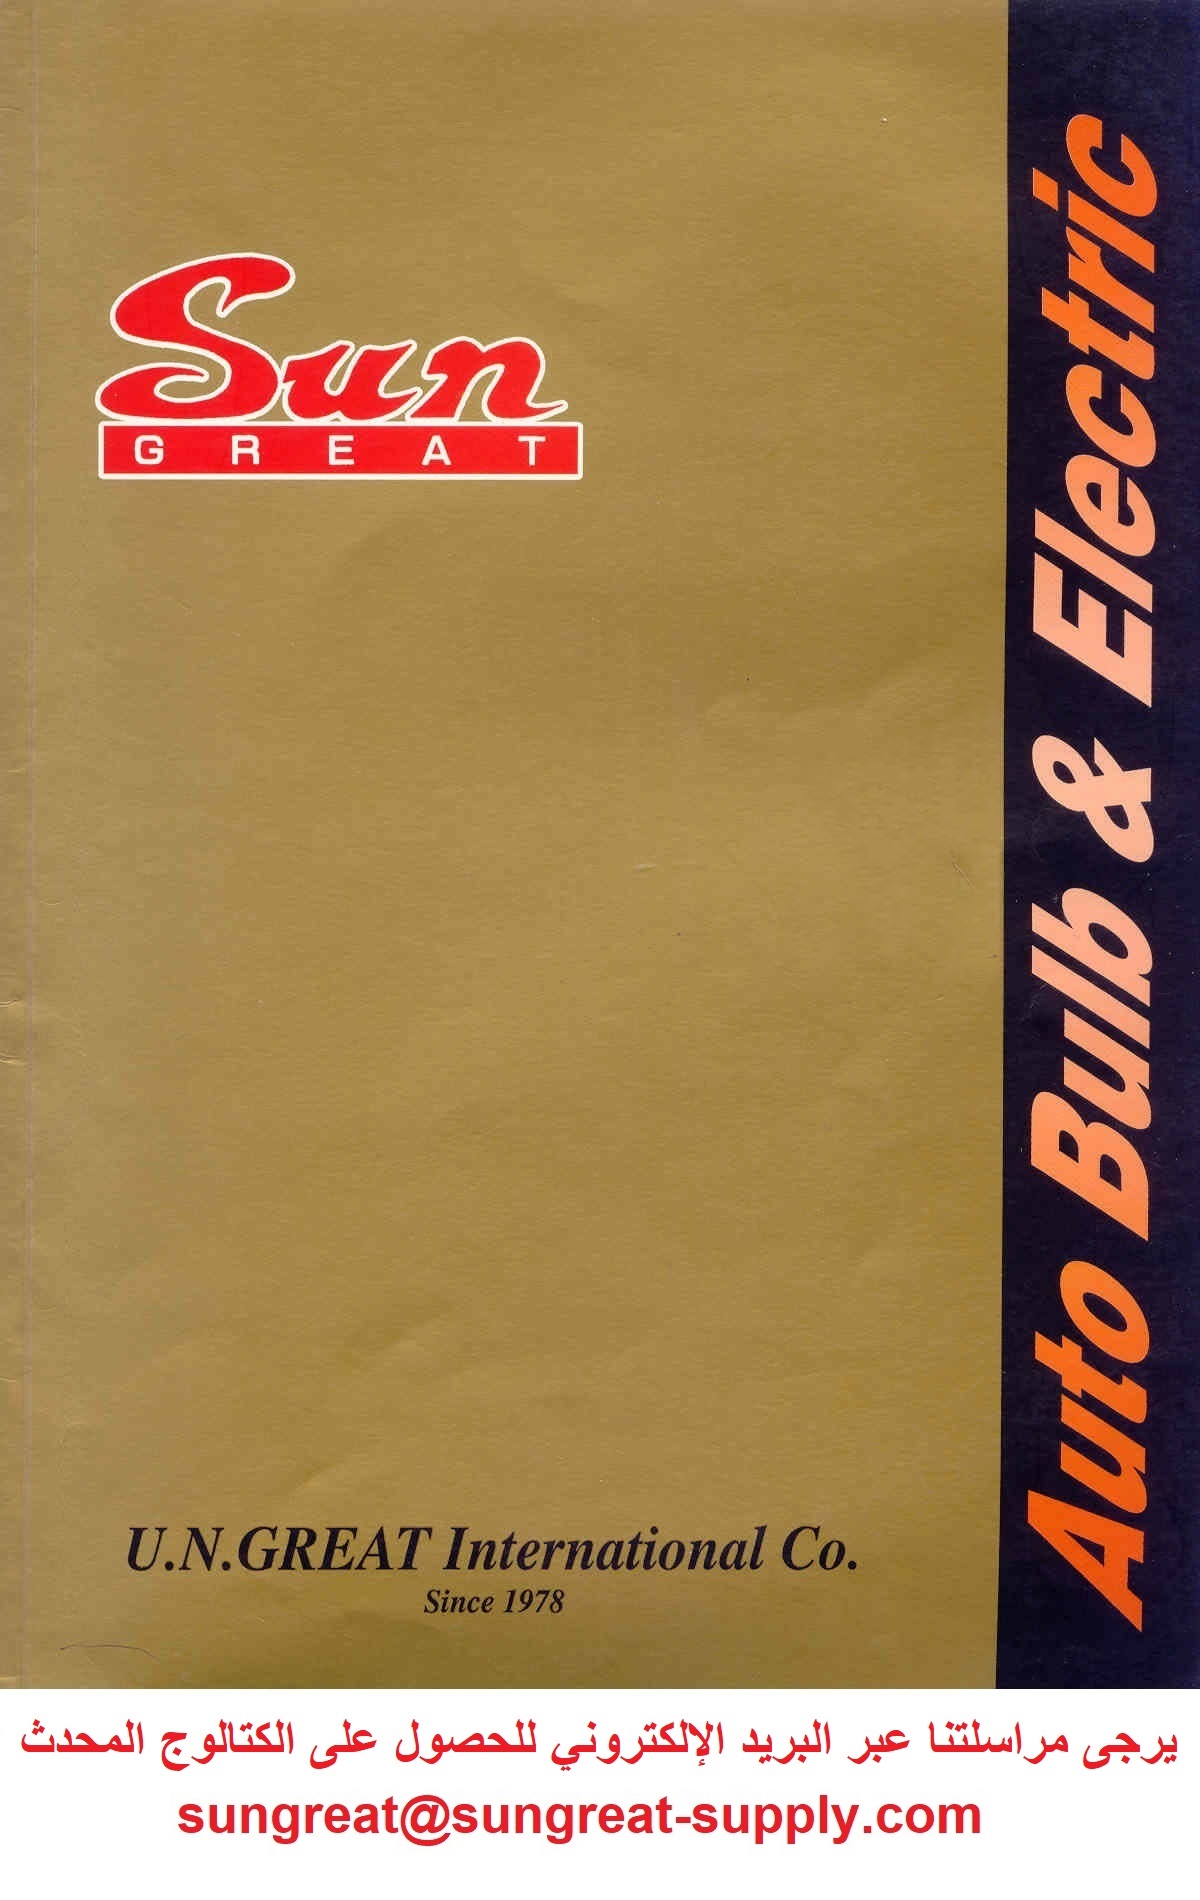 Sun
GREAT
Auto Bulb & Electric
U.N.GREAT International Co.
Since 1978
يرجى مراسلتنا عبر البريد الإلكتروني للحصول على الكتالوج المحدث
sungreat@sungreat-supply.com